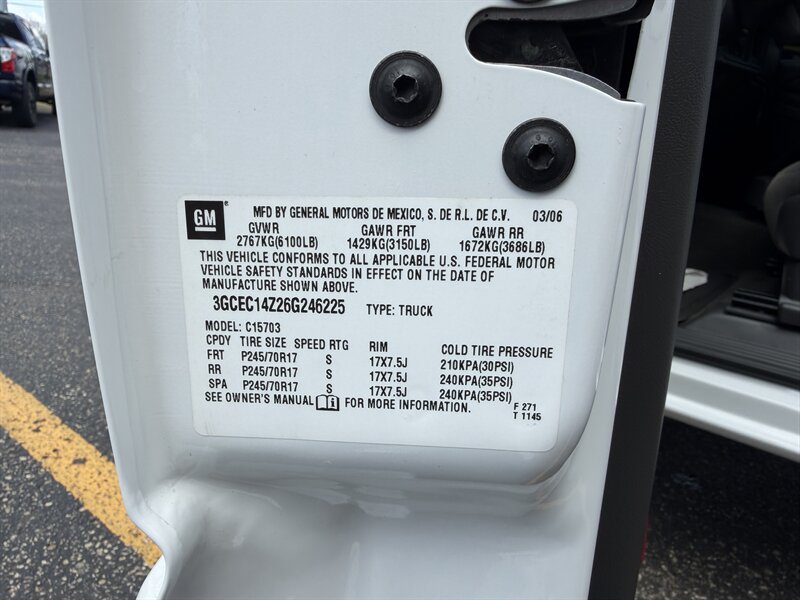 GM MFD BY GENERAL MOTORS DE MEXICO, S. DE R.L. DE C.V. 03/06
GVWR GAWR FRT GAWR RR
2767KG(6100LB) 1429KG(3150LB) 1672KG(3686LB)
THIS VEHICLE CONFORMS TO ALL APPLICABLE U.S. FEDERAL MOTOR
VEHICLE SAFETY STANDARDS IN EFFECT ON THE DATE OF
MANUFACTURE SHOWN ABOVE.
3GCEC14Z26G246225 TYPE: TRUCK
MODEL: C15703
CPDY TIRE SIZE SPEED RTG RIM COLD TIRE PRESSURE
FRT P245/70R17 S 17X7.5J 210KPA(30PSI)
RR P245/70R17 S 17X7.5J 240KPA(35PSI)
SPA P245/70R17 S 17X7.5J 240KPA(35PSI)
SEE OWNER'S MANUAL FOR MORE INFORMATION. F 271
T 1145